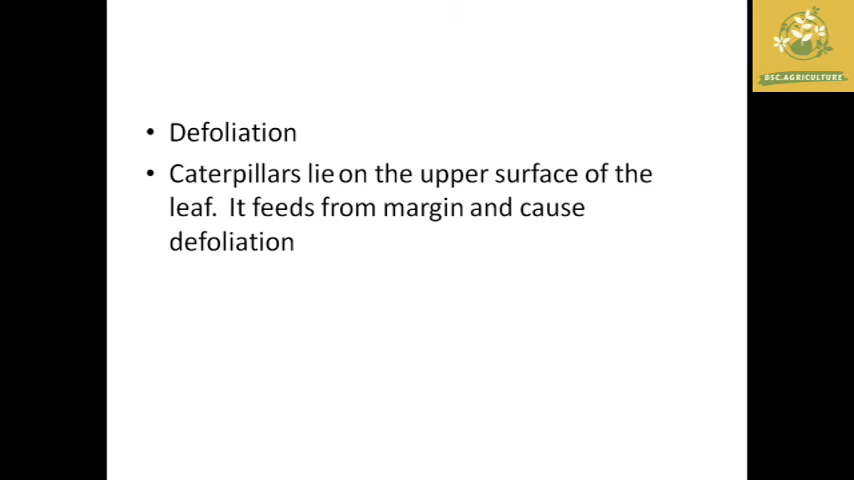 BSC.AGRICULTURE
• Defoliation
• Caterpillars lie on the upper surface of the
leaf. It feeds from margin and cause
defoliation